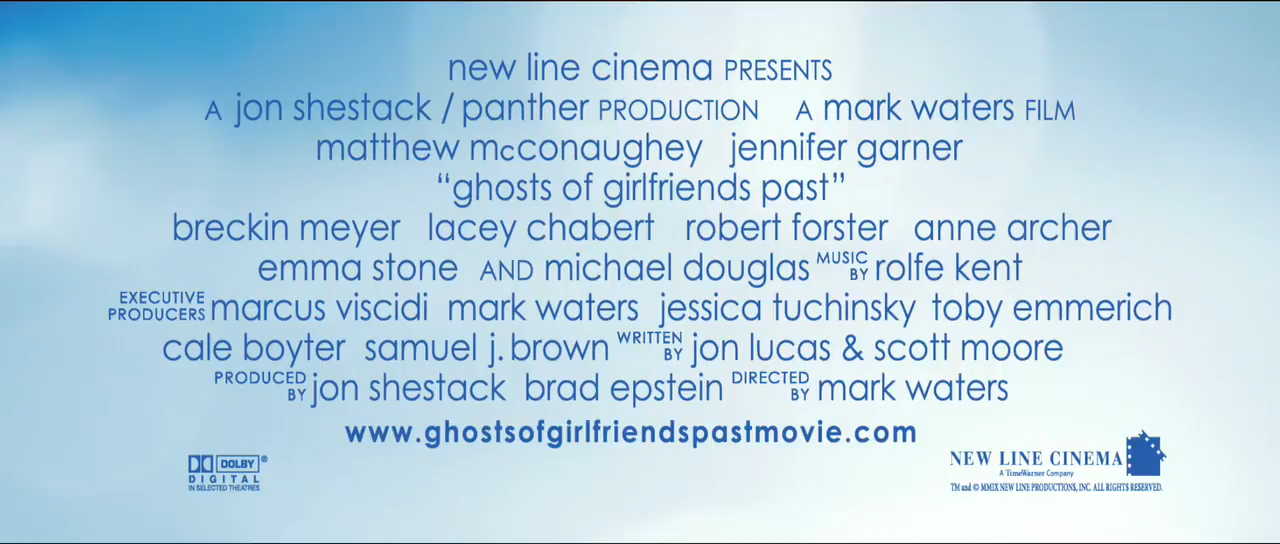 new line cinema PRESENTS
A jon shestack / panther PRODUCTION A mark waters FILM
matthew mcconaughey jennifer garner
“ghosts of girlfriends past”
breckin meyer lacey chabert robert forster anne archer
emma stone AND michael douglas MUSIC BY rolfe kent
EXECUTIVE PRODUCERS marcus viscidi mark waters jessica tuchinsky toby emmerich
cale boyter samuel j. brown WRITTEN BY jon lucas & scott moore
PRODUCED BY jon shestack brad epstein DIRECTED BY mark waters
www.ghostsofgirlfriendspastmovie.com
DOLBY®
DIGITAL
IN SELECTED THEATRES
NEW LINE CINEMA
A TimeWarner Company
TM and © MMIX NEW LINE PRODUCTIONS, INC. ALL RIGHTS RESERVED.